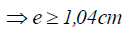 ⇒ e ≥ 1,04cm